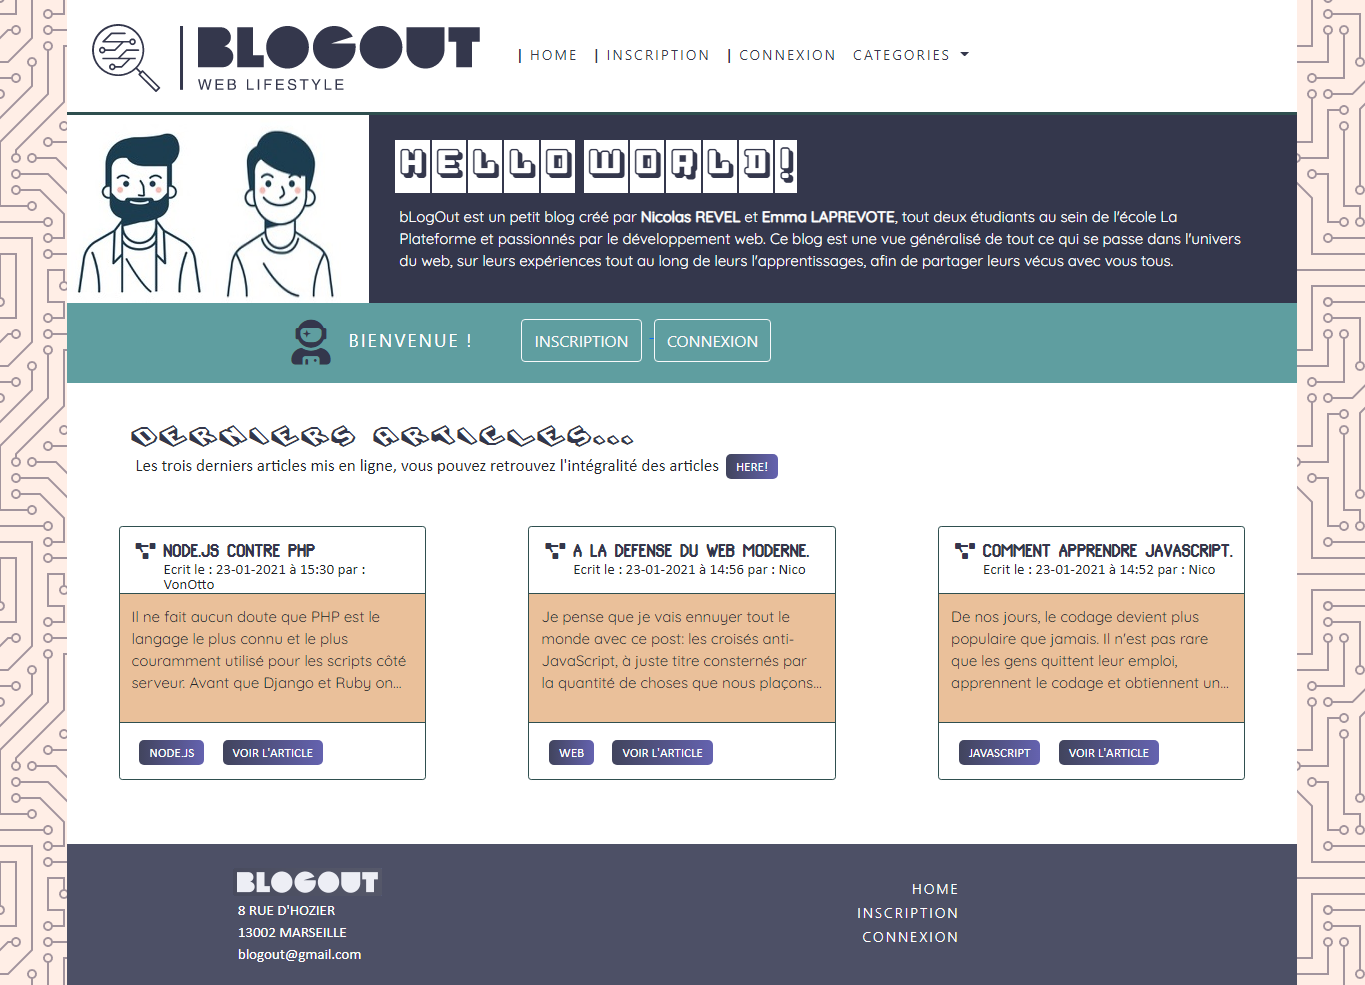 BLOGOUT
WEB LIFESTYLE
| HOME | INSCRIPTION | CONNEXION CATEGORIES
HELLO WORLD!
bLogOut est un petit blog créé par Nicolas REVEL et Emma LAPREVOTE, tout deux étudiants au sein de l'école La
Plateforme et passionnés par le développement web. Ce blog est une vue généralisé de tout ce qui se passe dans l'univers
du web, sur leurs expériences tout au long de leurs l'apprentissages, afin de partager leurs vécus avec vous tous.
BIENVENUE ! INSCRIPTION CONNEXION
DERNIERS ARTICLES...
Les trois derniers articles mis en ligne, vous pouvez retrouvez l'intégralité des articles HERE!
NODE.JS CONTRE PHP
Ecrit le : 23-01-2021 à 15:30 par :
VonOtto
Il ne fait aucun doute que PHP est le
langage le plus connu et le plus
couramment utilisé pour les scripts côté
serveur. Avant que Django et Ruby on...
NODE.JS VOIR L'ARTICLE
A LA DEFENSE DU WEB MODERNE.
Ecrit le : 23-01-2021 à 14:56 par : Nico
Je pense que je vais ennuyer tout le
monde avec ce post: les croisés anti-
JavaScript, à juste titre consternés par
la quantité de choses que nous plaçons...
WEB VOIR L'ARTICLE
COMMENT APPRENDRE JAVASCRIPT.
Ecrit le : 23-01-2021 à 14:52 par : Nico
De nos jours, le codage devient plus
populaire que jamais. Il n'est pas rare
que les gens quittent leur emploi,
apprennent le codage et obtiennent un...
JAVASCRIPT VOIR L'ARTICLE
BLOGOUT
8 RUE D'HOZIER
13002 MARSEILLE
blogout@gmail.com
HOME
INSCRIPTION
CONNEXION